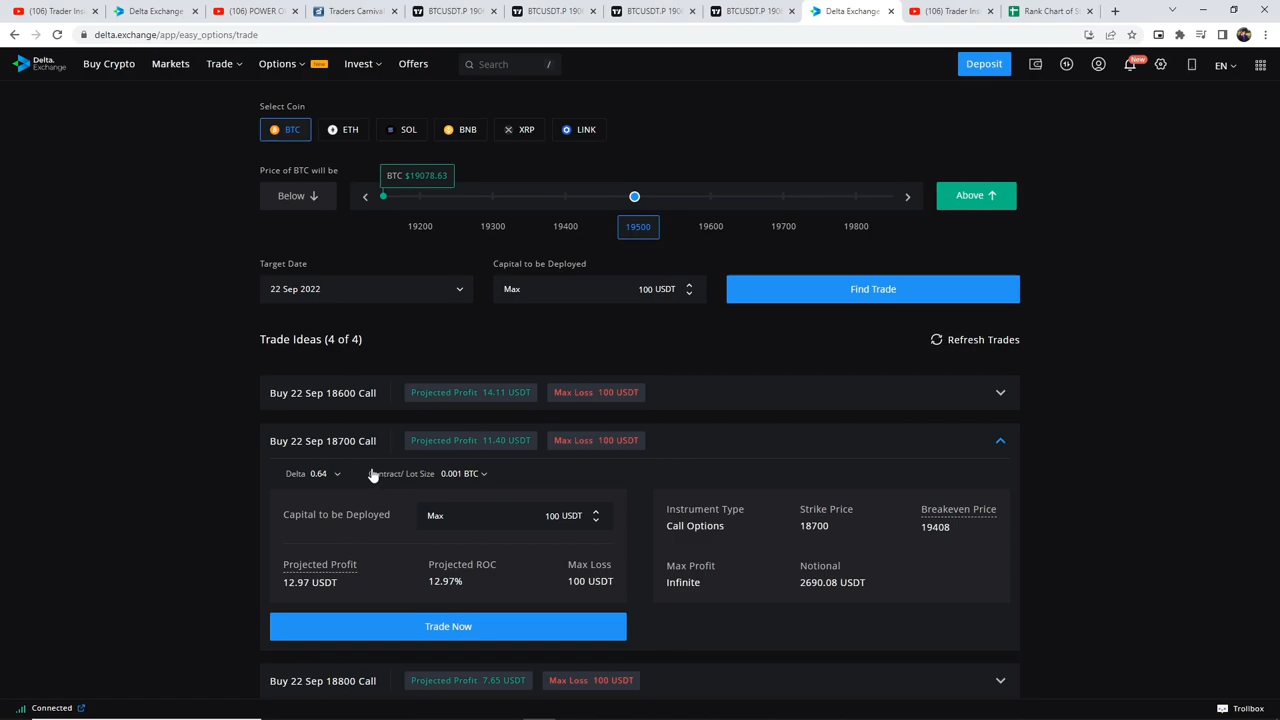 (106) Trader Ins
Delta Exchange
(106) POWER O
Traders Carnival
BTCUSDT.P 190
BTCUSDT.P 190
BTCUSDT.P 190
BTCUSDT.P 190
Delta Exchange
(106) Trader Ins
Rank Chart of S
delta.exchange/app/easy_options/trade
Delta. Exchange
Buy Crypto Markets Trade Options New Invest Offers Search / Deposit New EN
Select Coin
BTC ETH SOL BNB XRP LINK
Price of BTC will be
BTC $19078.63
Below Above
19200 19300 19400 19500 19600 19700 19800
Target Date Capital to be Deployed
22 Sep 2022 Max 100 USDT Find Trade
Trade Ideas (4 of 4) Refresh Trades
Buy 22 Sep 18600 Call Projected Profit 14.11 USDT Max Loss 100 USDT
Buy 22 Sep 18700 Call Projected Profit 11.40 USDT Max Loss 100 USDT
Delta 0.64 Contract/ Lot Size 0.001 BTC
Capital to be Deployed Max 100 USDT
Instrument Type Strike Price Breakeven Price
Call Options 18700 19408
Projected Profit Projected ROC Max Loss
12.97 USDT 12.97% 100 USDT
Max Profit Notional
Infinite 2690.08 USDT
Trade Now
Buy 22 Sep 18800 Call Projected Profit 7.65 USDT Max Loss 100 USDT
Connected Trollbox